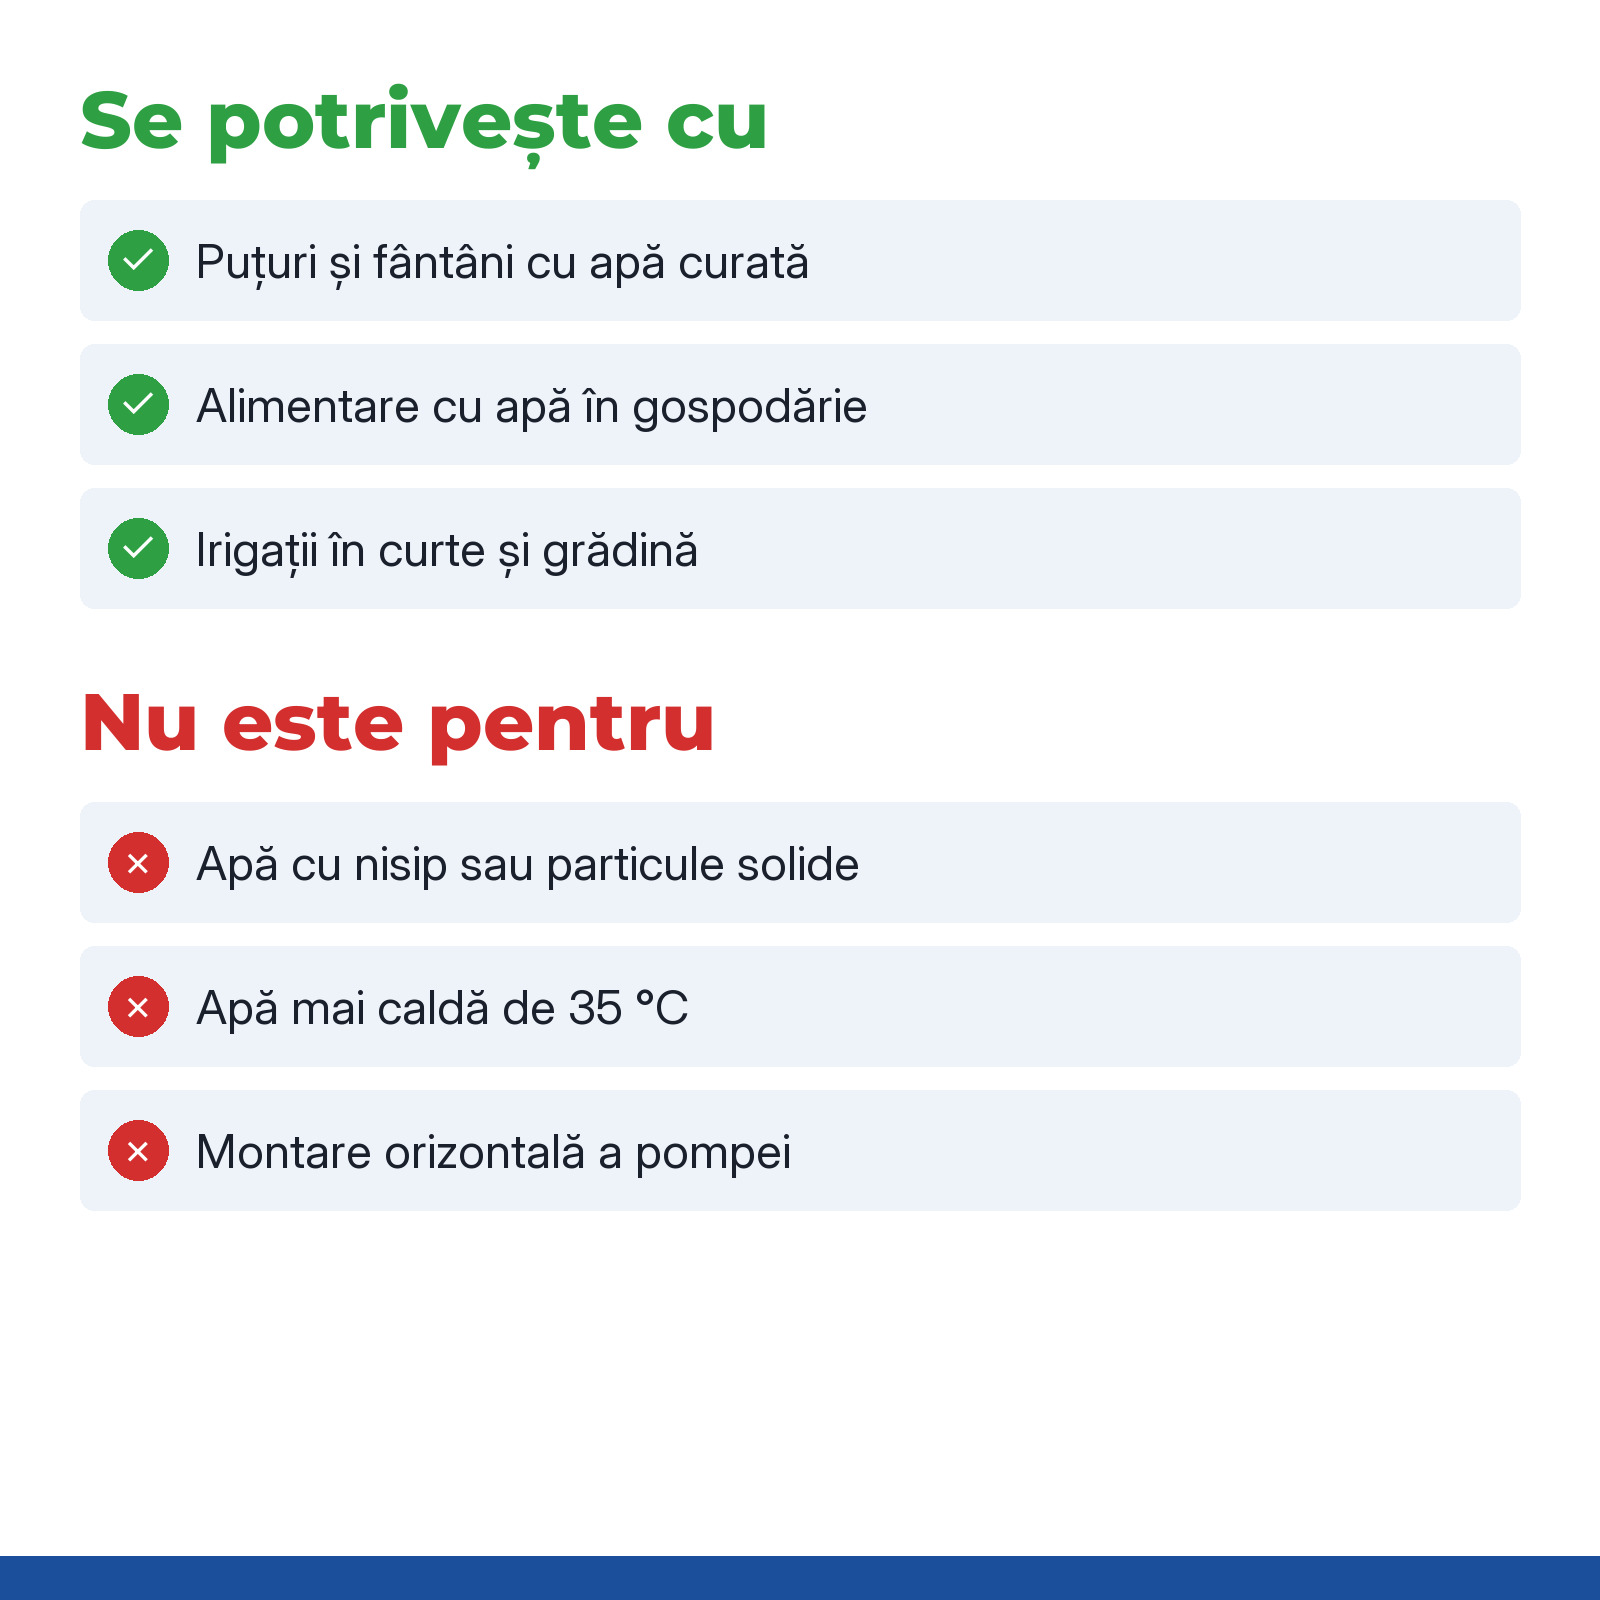 Se potrivește cu
Puțuri și fântâni cu apă curată
Alimentare cu apă în gospodărie
Irigații în curte și grădină
Nu este pentru
Apă cu nisip sau particule solide
Apă mai caldă de 35 °C
Montare orizontală a pompei